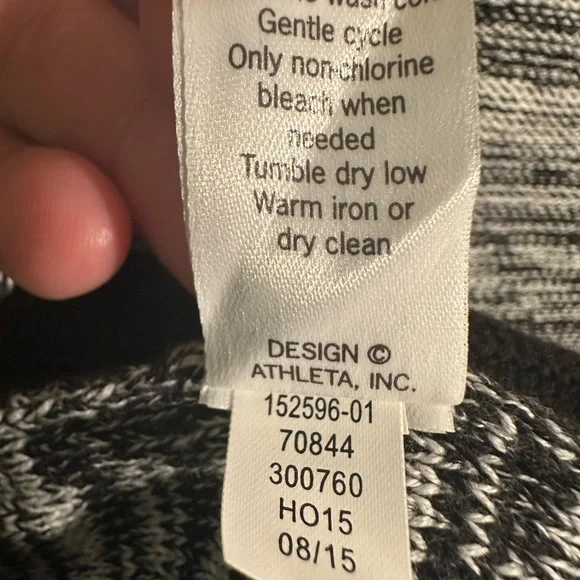 wash
Gentle cycle
Only non-chlorine
bleach when
needed
Tumble dry low
Warm iron or
dry clean
DESIGN ©
ATHLETA, INC.
152596-01
70844
300760
HO15
08/15